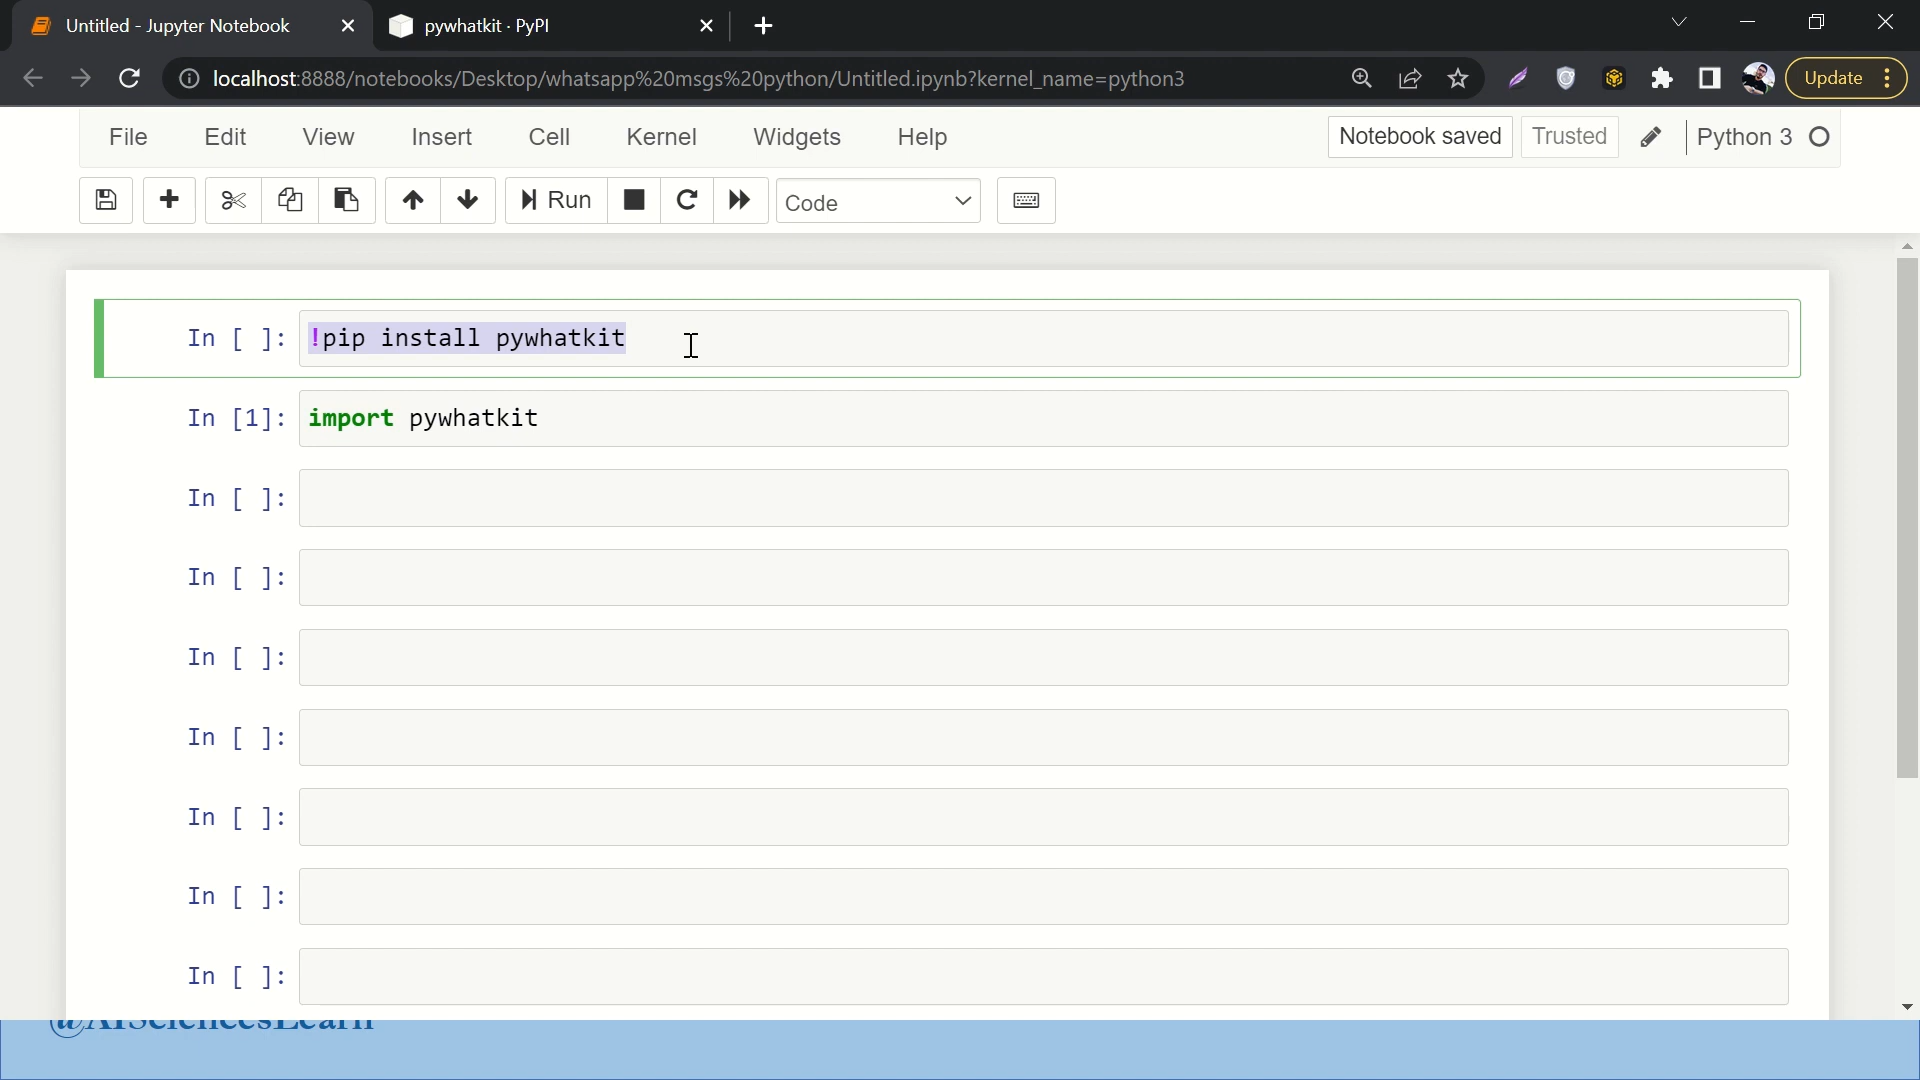 Untitled - Jupyter Notebook
pywhatkit · PyPI
localhost:8888/notebooks/Desktop/whatsapp%20msgs%20python/Untitled.ipynb?kernel_name=python3
Update
File Edit View Insert Cell Kernel Widgets Help
Notebook saved Trusted Python 3
Run Code
In [ ]: !pip install pywhatkit
In [1]: import pywhatkit
In [ ]:
In [ ]:
In [ ]:
In [ ]:
In [ ]:
In [ ]:
In [ ]:
@AISciencesLearn